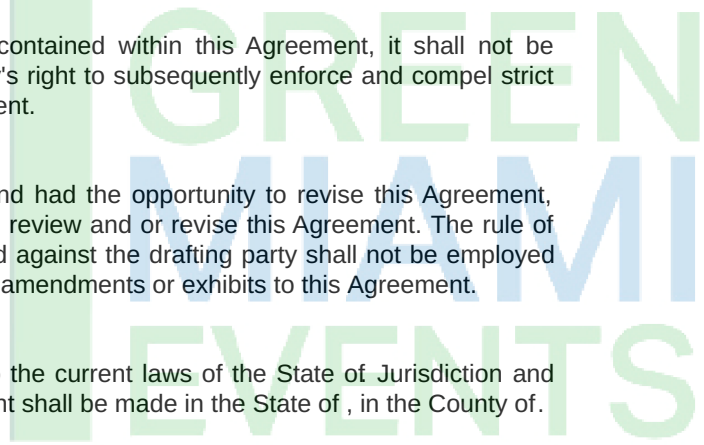 contained within this Agreement, it shall not be
's right to subsequently enforce and compel strict
ent.
nd had the opportunity to revise this Agreement,
review and or revise this Agreement. The rule of
d against the drafting party shall not be employed
amendments or exhibits to this Agreement.
the current laws of the State of. Jurisdiction and
nt shall be made in the State of , in the County of.
GREEN
MIAMI
EVENTS